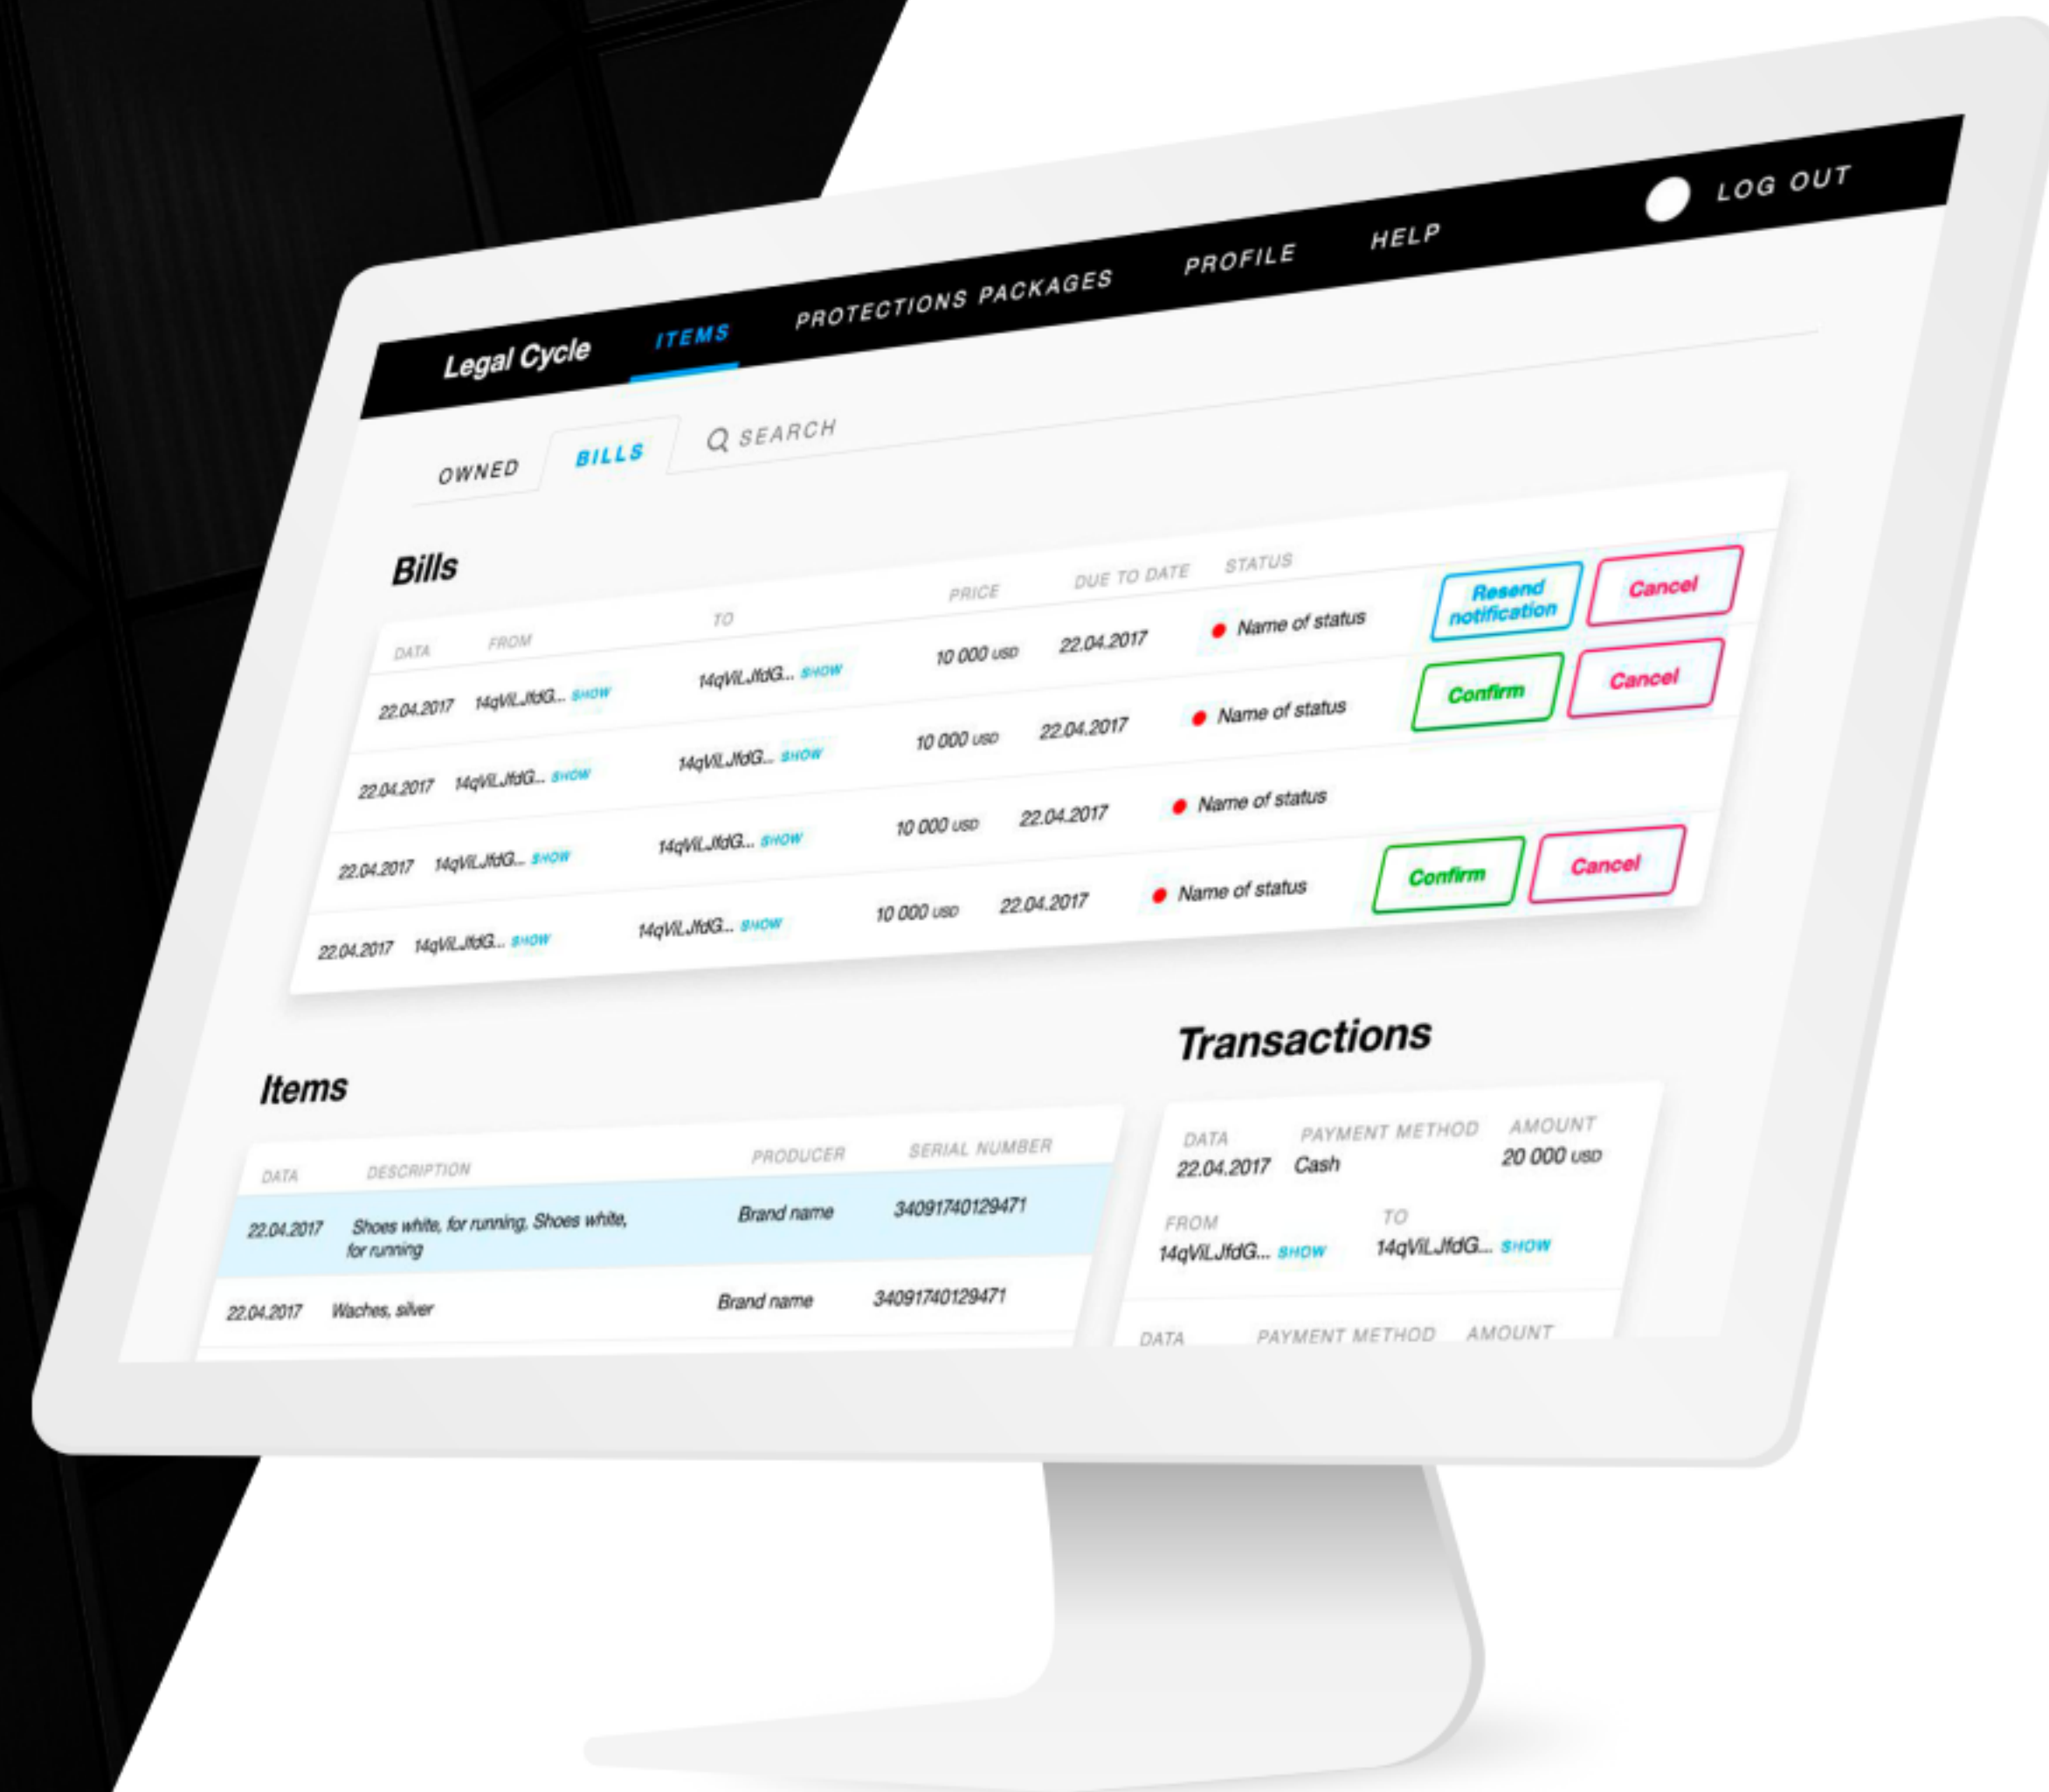 Legal Cycle ITEMS PROTECTIONS PACKAGES PROFILE HELP LOG OUT
OWNED BILLS SEARCH
Bills
DATA FROM TO PRICE DUE TO DATE STATUS
22.04.2017 14qViLJfdG... SHOW 14qViLJfdG... SHOW 10 000 USD 22.04.2017 Name of status Resend notification Cancel
22.04.2017 14qViLJfdG... SHOW 14qViLJfdG... SHOW 10 000 USD 22.04.2017 Name of status Confirm Cancel
22.04.2017 14qViLJfdG... SHOW 14qViLJfdG... SHOW 10 000 USD 22.04.2017 Name of status
22.04.2017 14qViLJfdG... SHOW 14qViLJfdG... SHOW 10 000 USD 22.04.2017 Name of status Confirm Cancel
Items
DATA DESCRIPTION PRODUCER SERIAL NUMBER
22.04.2017 Shoes white, for running, Shoes white, Brand name 34091740129471
for running
22.04.2017 Waches, silver Brand name 34091740129471
Transactions
DATA PAYMENT METHOD AMOUNT
22.04.2017 Cash 20 000 USD
FROM TO
14qViLJfdG... SHOW 14qViLJfdG... SHOW
DATA PAYMENT METHOD AMOUNT